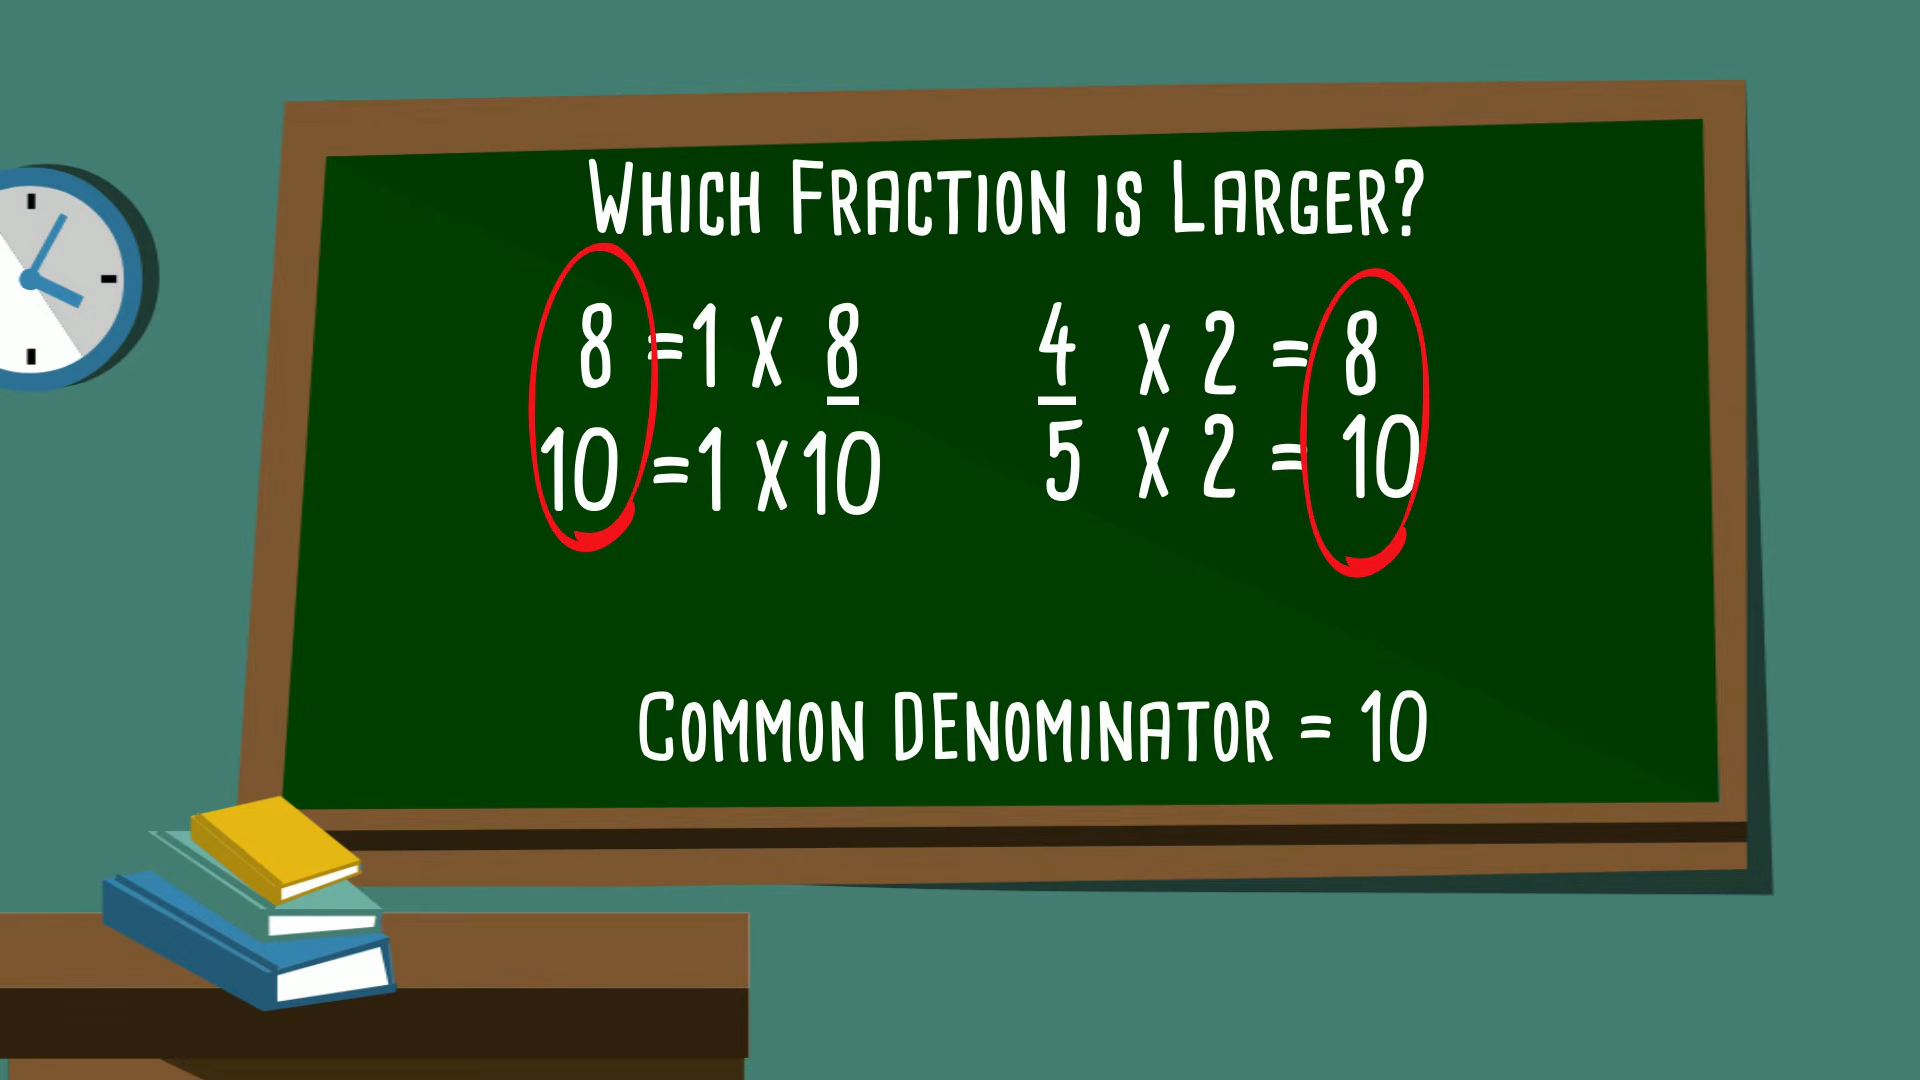 Which Fraction is Larger?
8 =1 x 8 4 x 2 = 8
10 =1 x 10 5 x 2 = 10
Common Denominator = 10